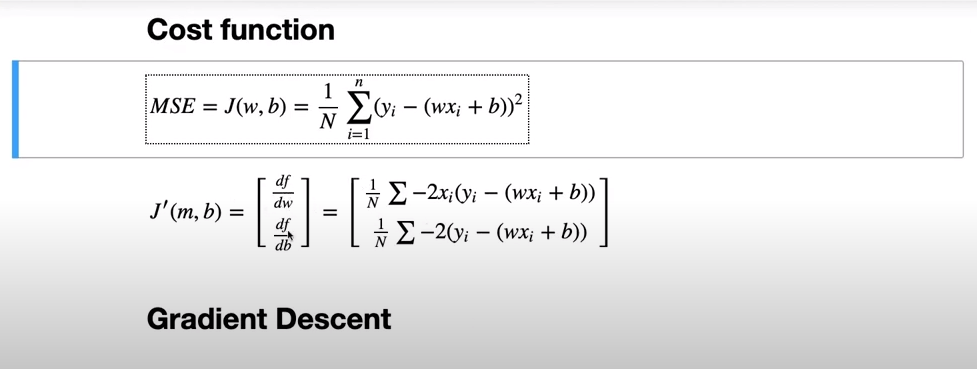 Cost function
MSE = J(w, b) = \frac{1}{N} \sum_{i=1}^{n} (y_i − (wx_i + b))^2
J'(m, b) = \begin{bmatrix} \frac{df}{dw} \\ \frac{df}{db} \end{bmatrix} = \begin{bmatrix} \frac{1}{N} \sum −2x_i(y_i − (wx_i + b)) \\ \frac{1}{N} \sum −2(y_i − (wx_i + b)) \end{bmatrix}
Gradient Descent